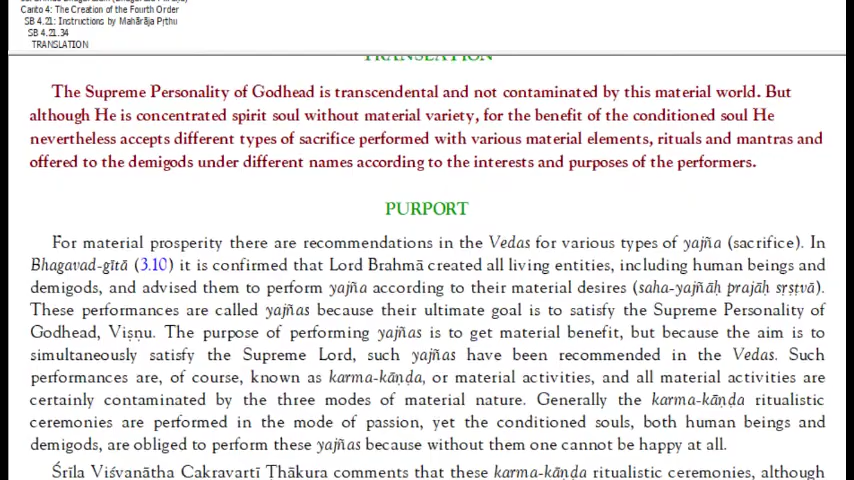 Canto 4: The Creation of the Fourth Order
SB 4.21: Instructions by Mahārāja Pṛthu
SB 4.21.34
TRANSLATION
TRANSLATION
The Supreme Personality of Godhead is transcendental and not contaminated by this material world. But
although He is concentrated spirit soul without material variety, for the benefit of the conditioned soul He
nevertheless accepts different types of sacrifice performed with various material elements, rituals and mantras and
offered to the demigods under different names according to the interests and purposes of the performers.
PURPORT
For material prosperity there are recommendations in the Vedas for various types of yajña (sacrifice). In
Bhagavad-gītā (3.10) it is confirmed that Lord Brahmā created all living entities, including human beings and
demigods, and advised them to perform yajña according to their material desires (saha-yajñāḥ prajāḥ sṛṣṭvā).
These performances are called yajñas because their ultimate goal is to satisfy the Supreme Personality of
Godhead, Viṣṇu. The purpose of performing yajñas is to get material benefit, but because the aim is to
simultaneously satisfy the Supreme Lord, such yajñas have been recommended in the Vedas. Such
performances are, of course, known as karma-kāṇḍa, or material activities, and all material activities are
certainly contaminated by the three modes of material nature. Generally the karma-kāṇḍa ritualistic
ceremonies are performed in the mode of passion, yet the conditioned souls, both human beings and
demigods, are obliged to perform these yajñas because without them one cannot be happy at all.
Śrīla Viśvanātha Cakravartī Ṭhākura comments that these karma-kāṇḍa ritualistic ceremonies, although